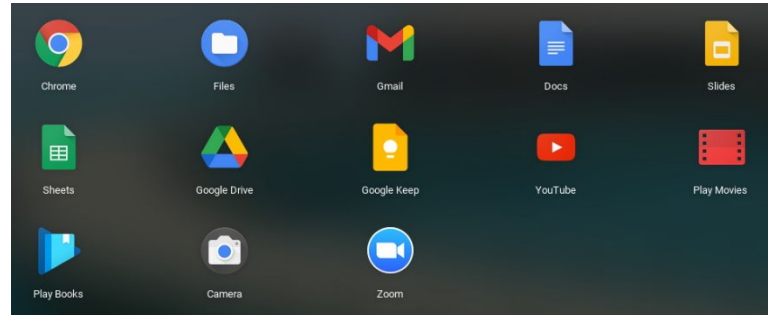 Chrome Files Gmail Docs Slides
Sheets Google Drive Google Keep YouTube Play Movies
Play Books Camera Zoom